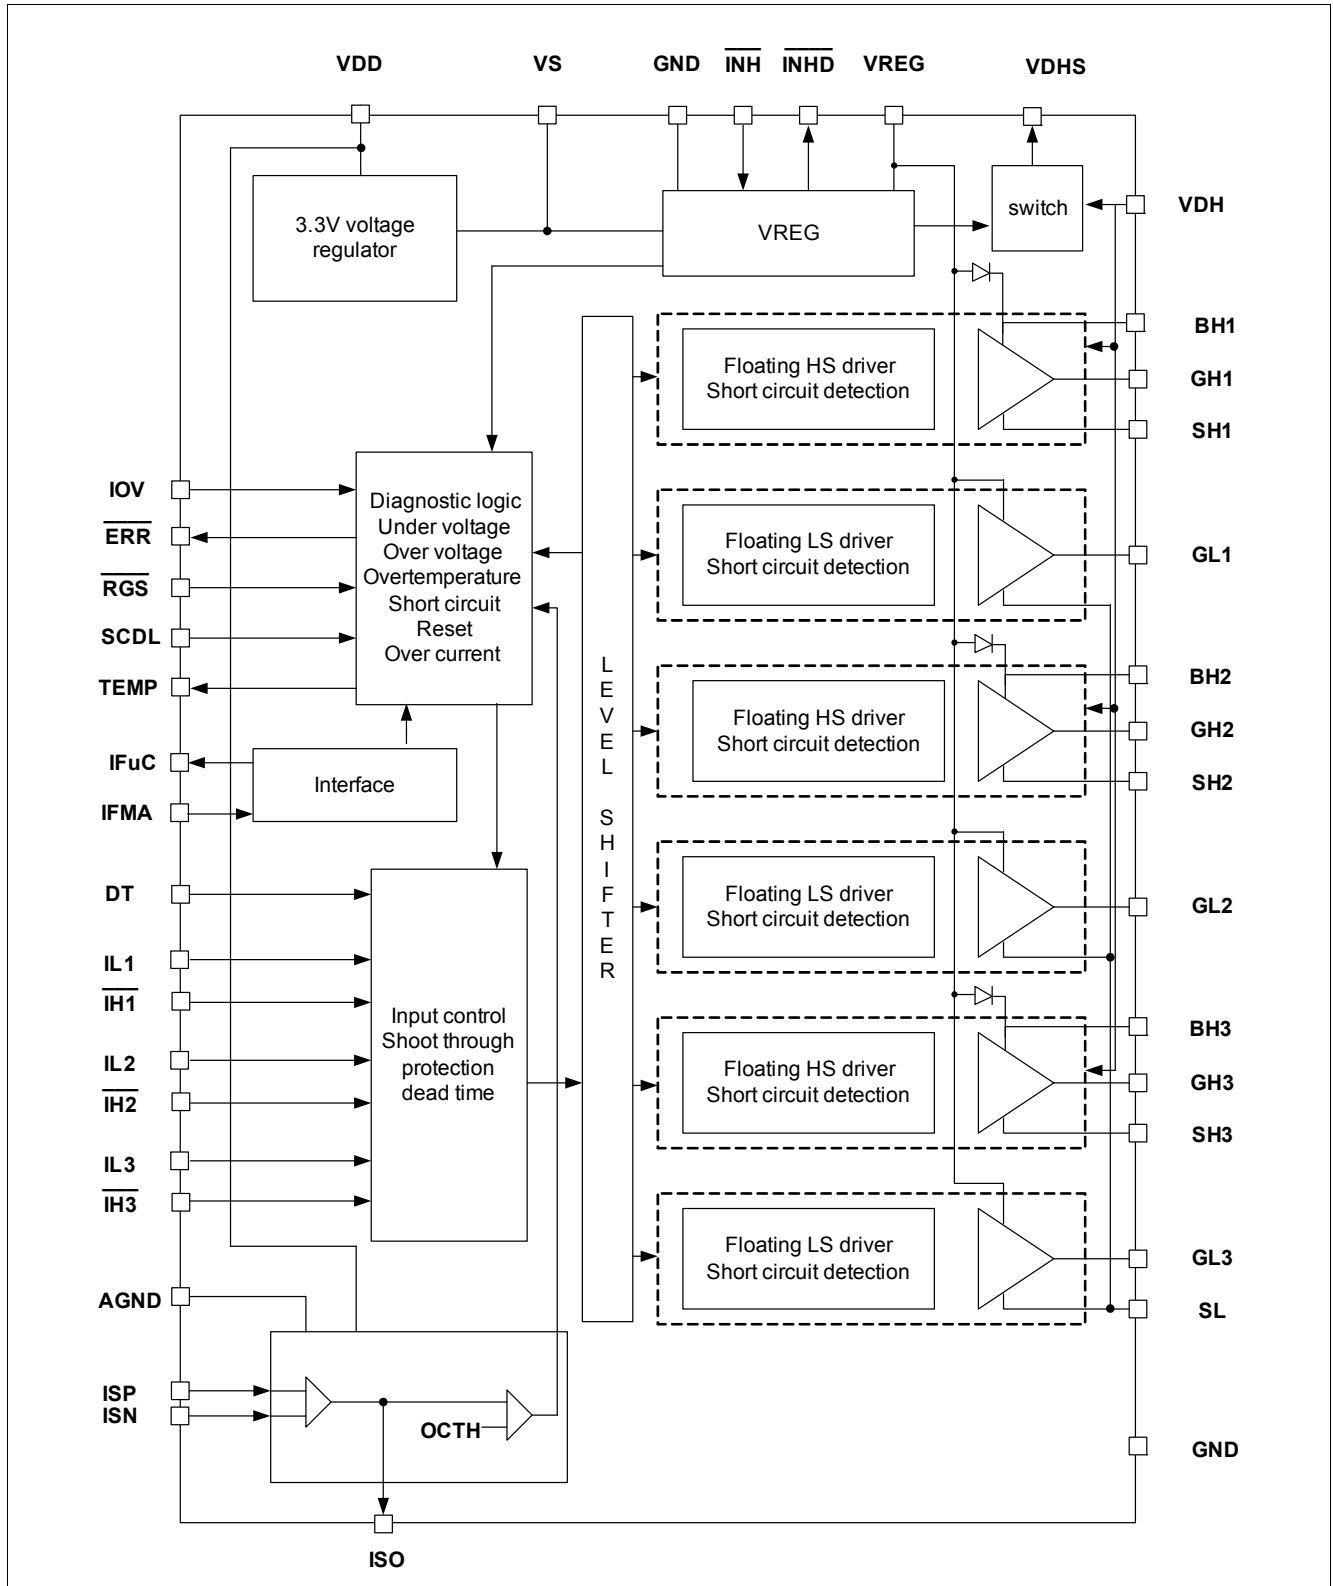 VDD VS GND INH INHD VREG VDHS
3.3V voltage
regulator
VREG
switch
VDH
Floating HS driver
Short circuit detection
BH1
GH1
SH1
IOV
ERR
RGS
SCDL
TEMP
Diagnostic logic
Under voltage
Over voltage
Overtemperature
Short circuit
Reset
Over current
Floating LS driver
Short circuit detection
GL1
LEVEL SHIFTER
Floating HS driver
Short circuit detection
BH2
GH2
SH2
IFuC
IFMA
Interface
Floating LS driver
Short circuit detection
GL2
DT
IL1
IH1
IL2
IH2
IL3
IH3
Input control
Shoot through
protection
dead time
Floating HS driver
Short circuit detection
BH3
GH3
SH3
Floating LS driver
Short circuit detection
GL3
SL
AGND
ISP
ISN
OCTH
GND
ISO